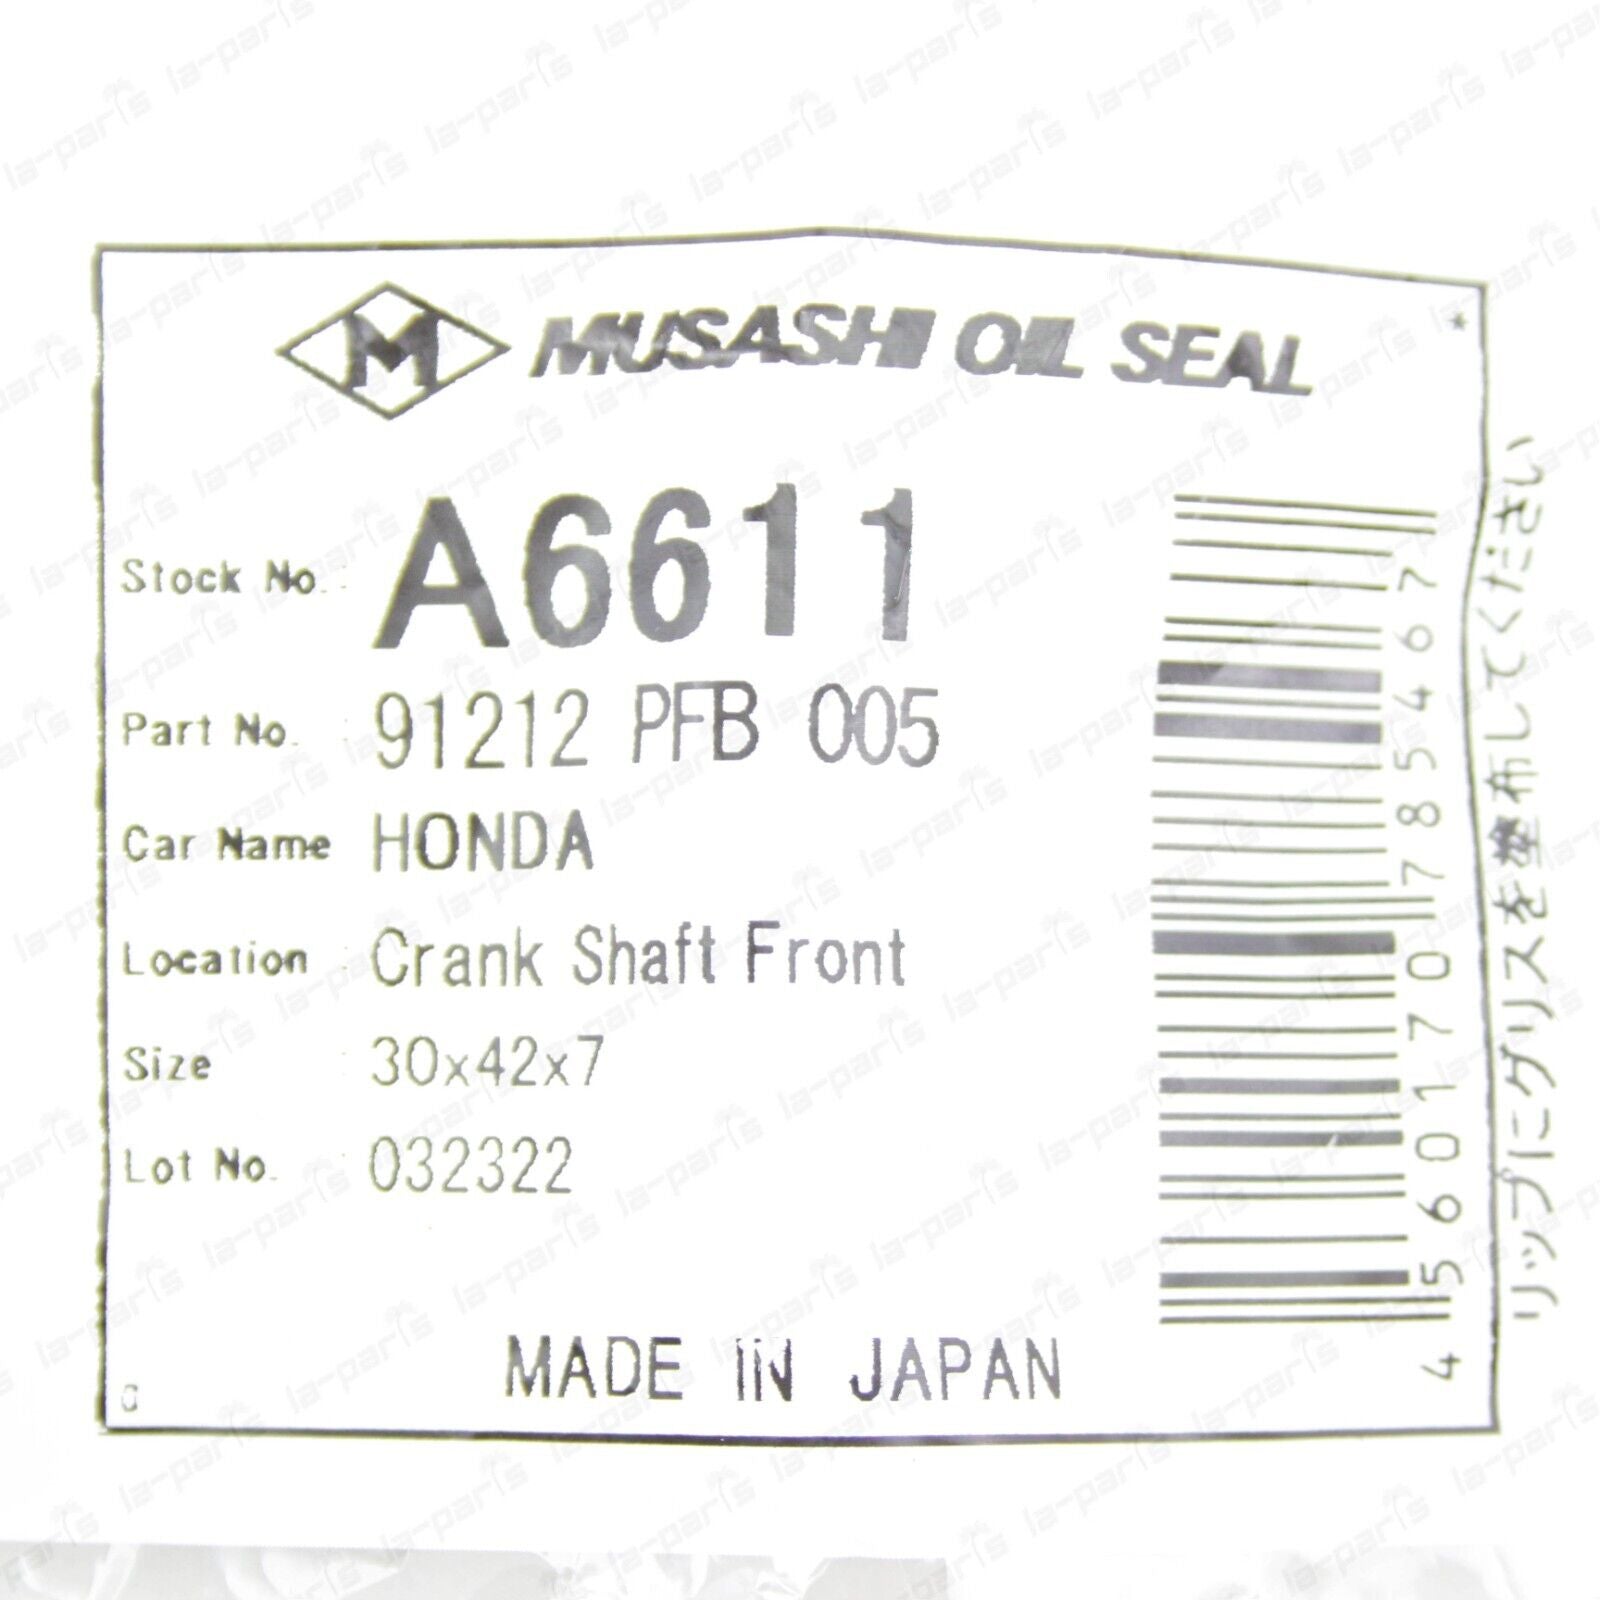 M MUSASHI OIL SEAL
Stock No. A6611
Part No. 91212 PFB 005
Car Name HONDA
Location Crank Shaft Front
Size 30x42x7
Lot No. 032322
MADE IN JAPAN
G
*
4560170785467
リップにグリスを塗布してください
la-parts